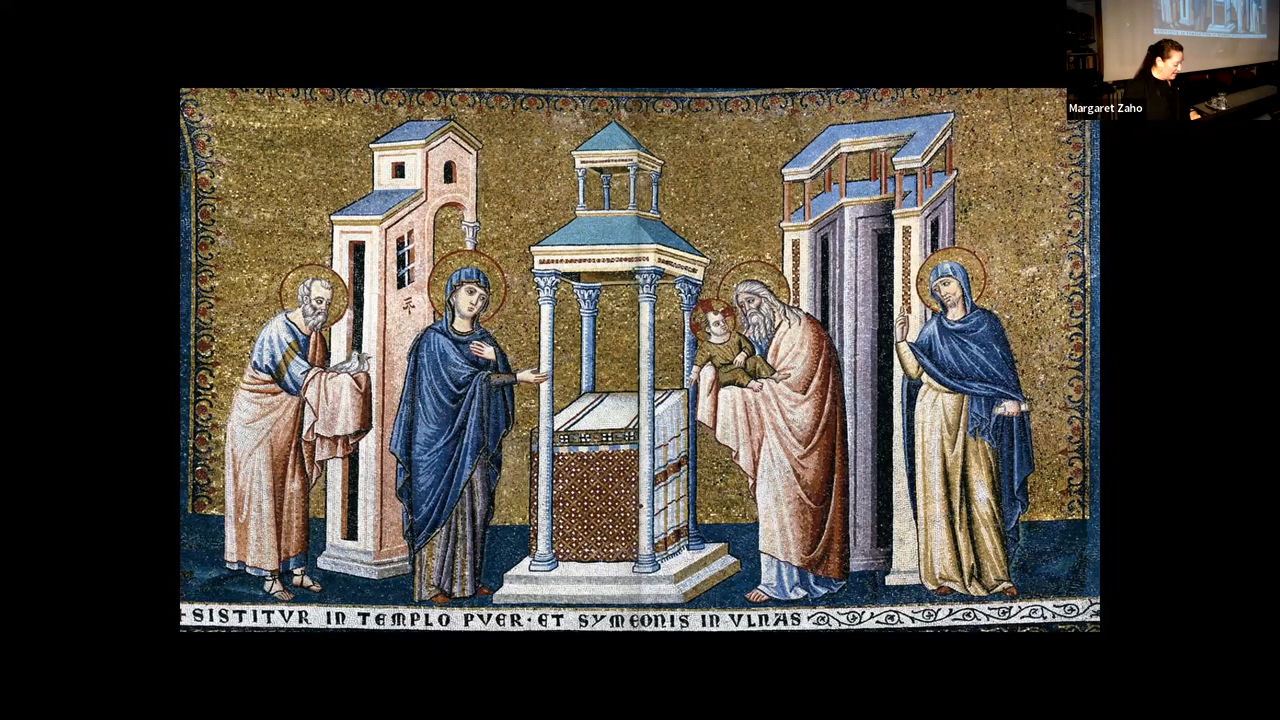 Margaret Zaho
·SISTITVR IN TEMPLO PVER·ET SYMEONIS IN VLNAS